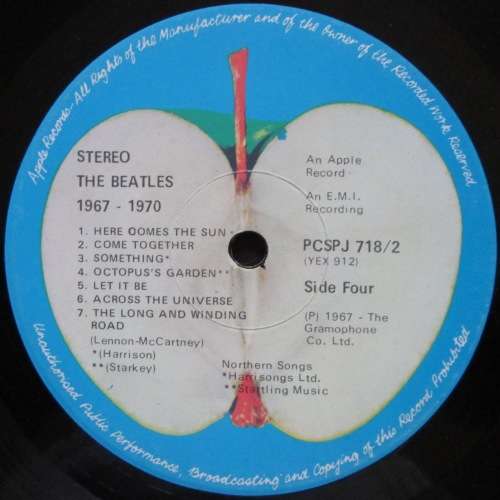 Apple Records. All Rights of the Manufacturer and of the Owner of the Recorded Work Reserved.
STEREO
THE BEATLES
1967 - 1970
1. HERE COMES THE SUN *
2. COME TOGETHER
3. SOMETHING*
4. OCTOPUS'S GARDEN**
5. LET IT BE
6. ACROSS THE UNIVERSE
7. THE LONG AND WINDING
ROAD
(Lennon-McCartney)
*(Harrison)
**(Starkey)
An Apple
Record
An E.M.I.
Recording
PCSPJ 718/2
(YEX 912)
Side Four
(P) 1967 - The
Gramophone
Co. Ltd.
Northern Songs
*Harrisongs Ltd.
**Startling Music
Unauthorised Public Performance, Broadcasting and Copying of this Record Prohibited